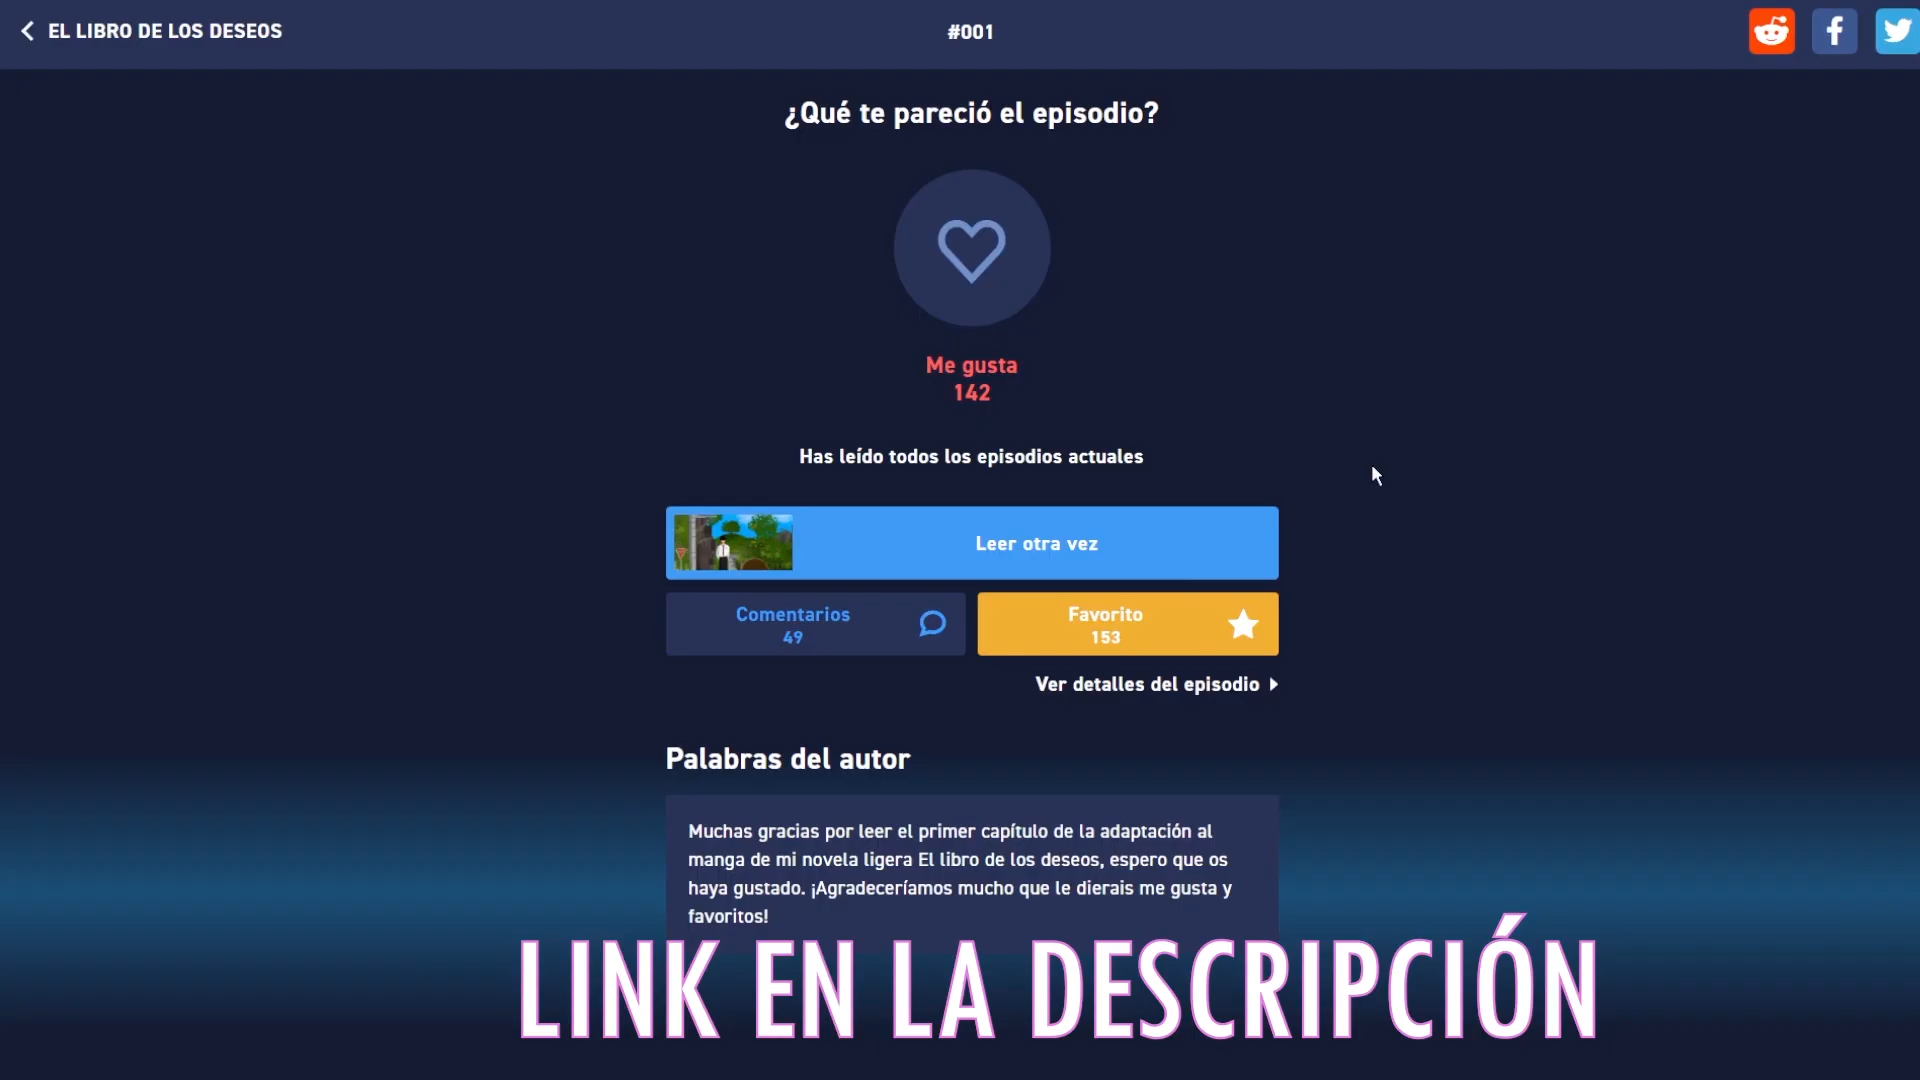 EL LIBRO DE LOS DESEOS
#001
¿Qué te pareció el episodio?
Me gusta
142
Has leído todos los episodios actuales
Leer otra vez
Comentarios
49
Favorito
153
Ver detalles del episodio
Palabras del autor
Muchas gracias por leer el primer capítulo de la adaptación al
manga de mi novela ligera El libro de los deseos, espero que os
haya gustado. ¡Agradeceríamos mucho que le dierais me gusta y
favoritos!
LINK EN LA DESCRIPCIÓN